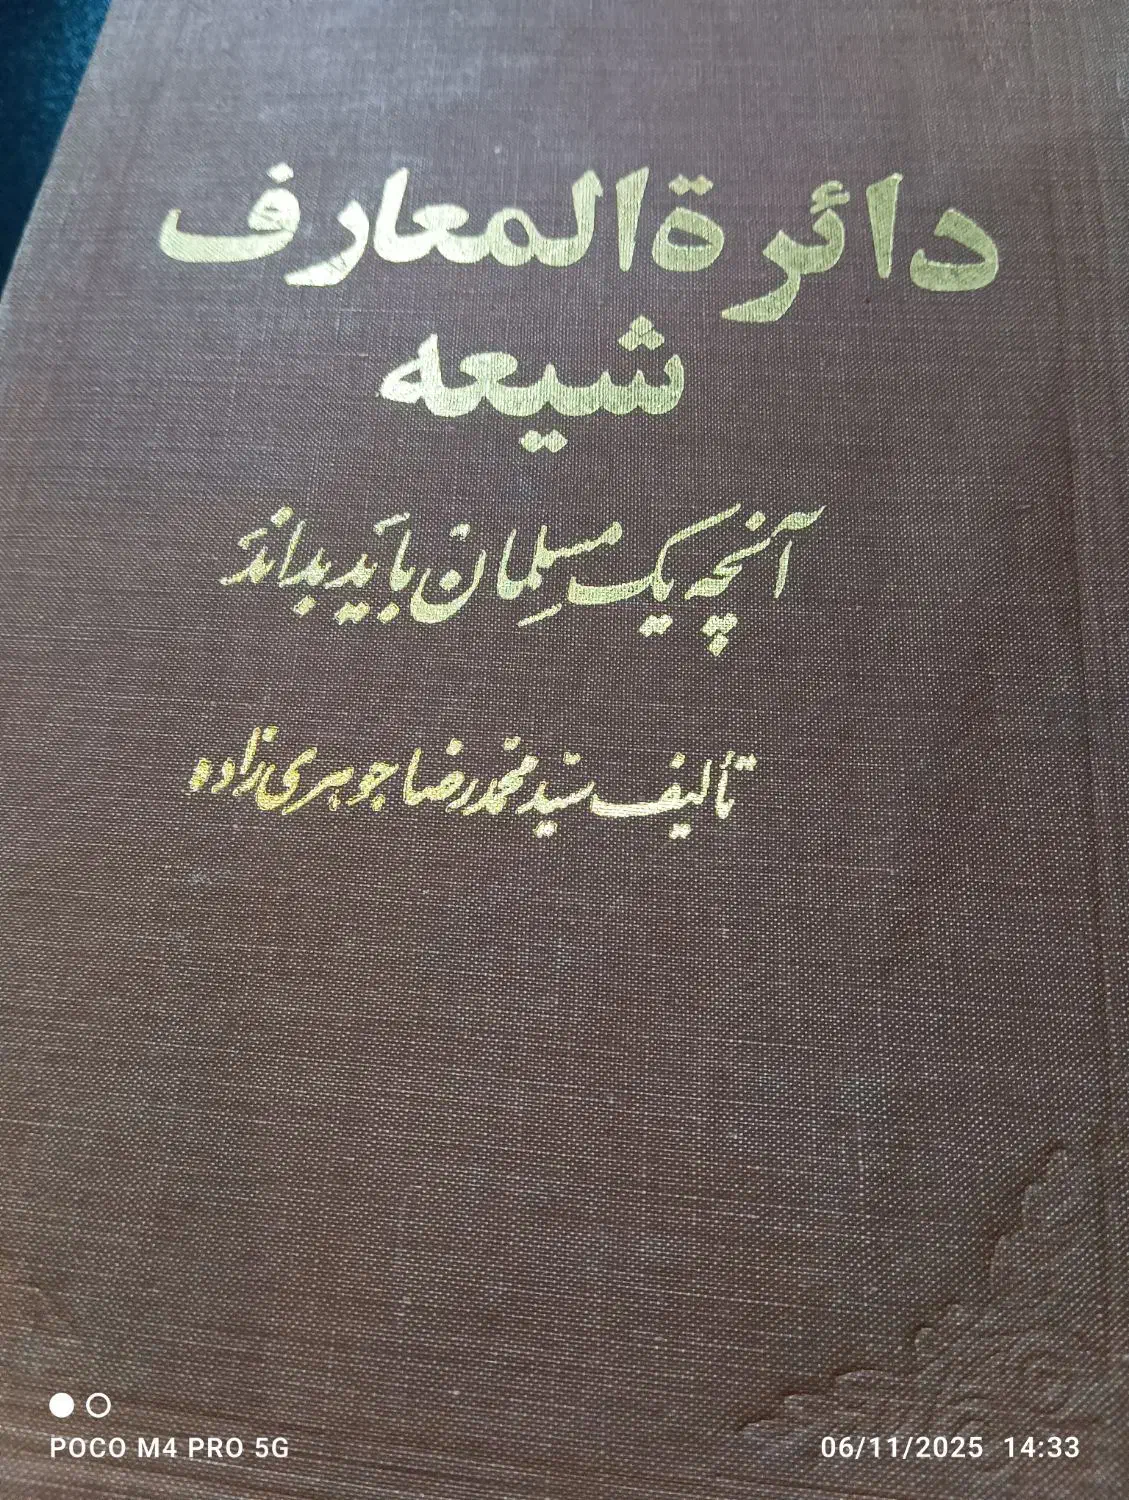 دائرة المعارف
شیعه
آنچه یک مسلمان باید بداند
تألیف سید محمد رضا جوهری زاده
POCO M4 PRO 5G
06/11/2025 14:33